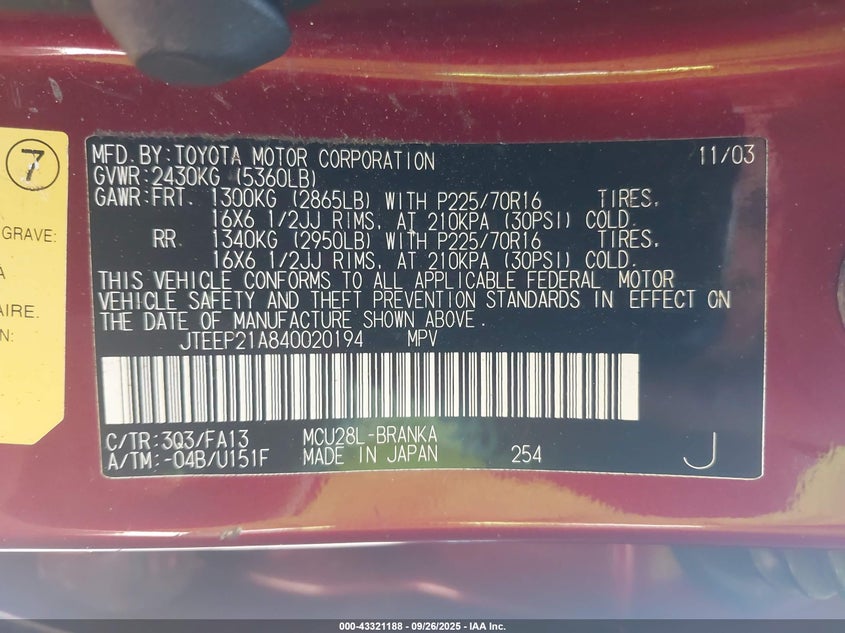 7
GRAVE:
A
AIRE.
N:
MFD. BY: TOYOTA MOTOR CORPORATION 11/03
GVWR: 2430KG (5360LB)
GAWR: FRT. 1300KG (2865LB) WITH P225/70R16 TIRES,
16X6 1/2JJ RIMS, AT 210KPA (30PSI) COLD.
RR. 1340KG (2950LB) WITH P225/70R16 TIRES,
16X6 1/2JJ RIMS, AT 210KPA (30PSI) COLD.
THIS VEHICLE CONFORMS TO ALL APPLICABLE FEDERAL MOTOR
VEHICLE SAFETY AND THEFT PREVENTION STANDARDS IN EFFECT ON
THE DATE OF MANUFACTURE SHOWN ABOVE.
JTEEP21A840020194 MPV
C/TR: 3Q3/FA13 MCU28L-BRANKA
A/TM: -04B/U151F MADE IN JAPAN 254 J
000-43321188 - 09/26/2025 - IAA Inc.